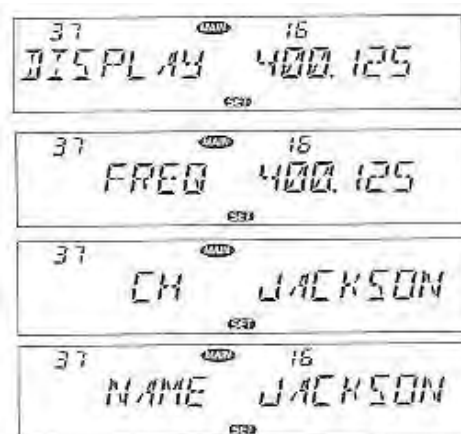 37 MAIN 16
DISPLAY 400.125
SET
37 MAIN 16
FREQ 400.125
SET
37 MAIN
CH JACKSON
SET
37 MAIN 16
NAME JACKSON
SET